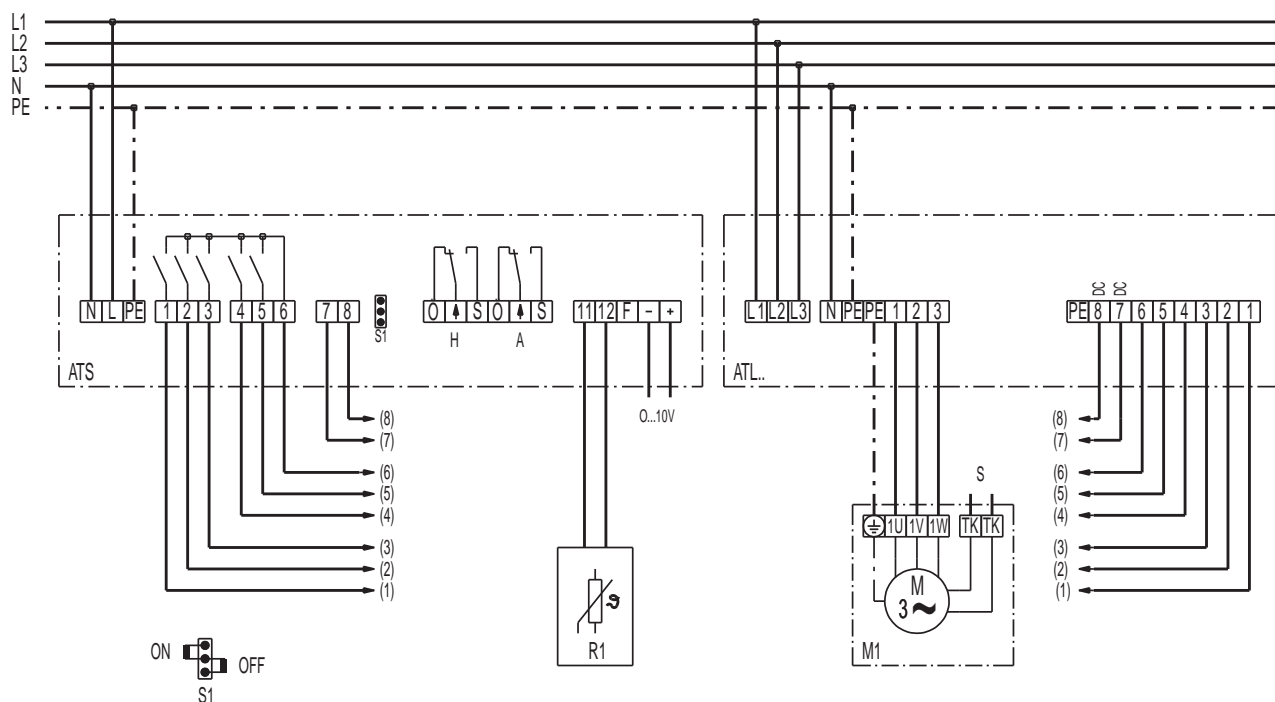 L1
L2
L3
N
PE
N L PE 1 2 3 4 5 6 7 8
S1
Ö S Ö S
H A
11 12 F − +
L1 L2 L3 N PE PE 1 2 3
DC DC
PE 8 7 6 5 4 3 2 1
ATS
ATL..
O...10V
(8)
(7)
(6)
(5)
(4)
(3)
(2)
(1)
S
1U 1V 1W TK TK
M
3 ~
M1
ϑ
R1
(8)
(7)
(6)
(5)
(4)
(3)
(2)
(1)
ON
OFF
S1